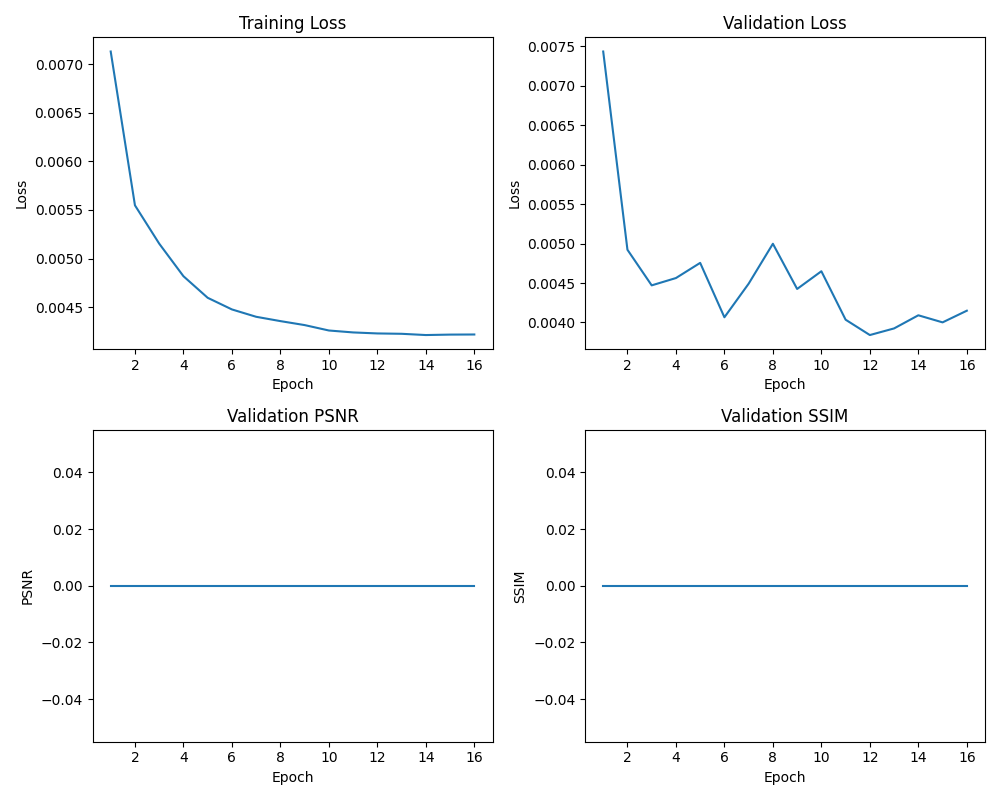 Training Loss
Loss
0.0070
0.0065
0.0060
0.0055
0.0050
0.0045
2 4 6 8 10 12 14 16
Epoch
Validation Loss
Loss
0.0075
0.0070
0.0065
0.0060
0.0055
0.0050
0.0045
0.0040
2 4 6 8 10 12 14 16
Epoch
Validation PSNR
PSNR
0.04
0.02
0.00
−0.02
−0.04
2 4 6 8 10 12 14 16
Epoch
Validation SSIM
SSIM
0.04
0.02
0.00
−0.02
−0.04
2 4 6 8 10 12 14 16
Epoch